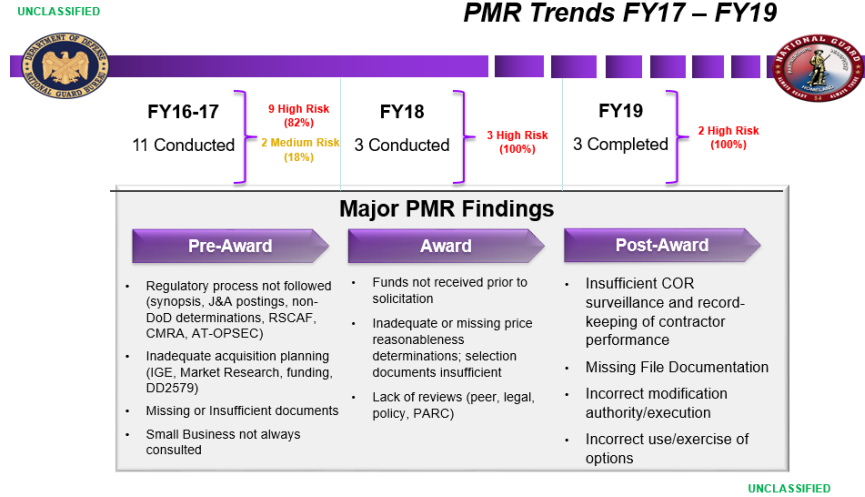 UNCLASSIFIED
PMR Trends FY17 – FY19
DEPARTMENT OF DEFENSE
NATIONAL GUARD BUREAU
NATIONAL GUARD
HOMELAND
ALWAYS READY
ALWAYS THERE
FY16-17
11 Conducted
9 High Risk
(82%)
2 Medium Risk
(18%)
FY18
3 Conducted
3 High Risk
(100%)
FY19
3 Completed
2 High Risk
(100%)
Major PMR Findings
Pre-Award
• Regulatory process not followed
(synopsis, J&A postings, non-
DoD determinations, RSCAF,
CMRA, AT-OPSEC)
• Inadequate acquisition planning
(IGE, Market Research, funding,
DD2579)
• Missing or Insufficient documents
• Small Business not always
consulted
Award
• Funds not received prior to
solicitation
• Inadequate or missing price
reasonableness
determinations; selection
documents insufficient
• Lack of reviews (peer, legal,
policy, PARC)
Post-Award
• Insufficient COR
surveillance and record-
keeping of contractor
performance
• Missing File Documentation
• Incorrect modification
authority/execution
• Incorrect use/exercise of
options
UNCLASSIFIED